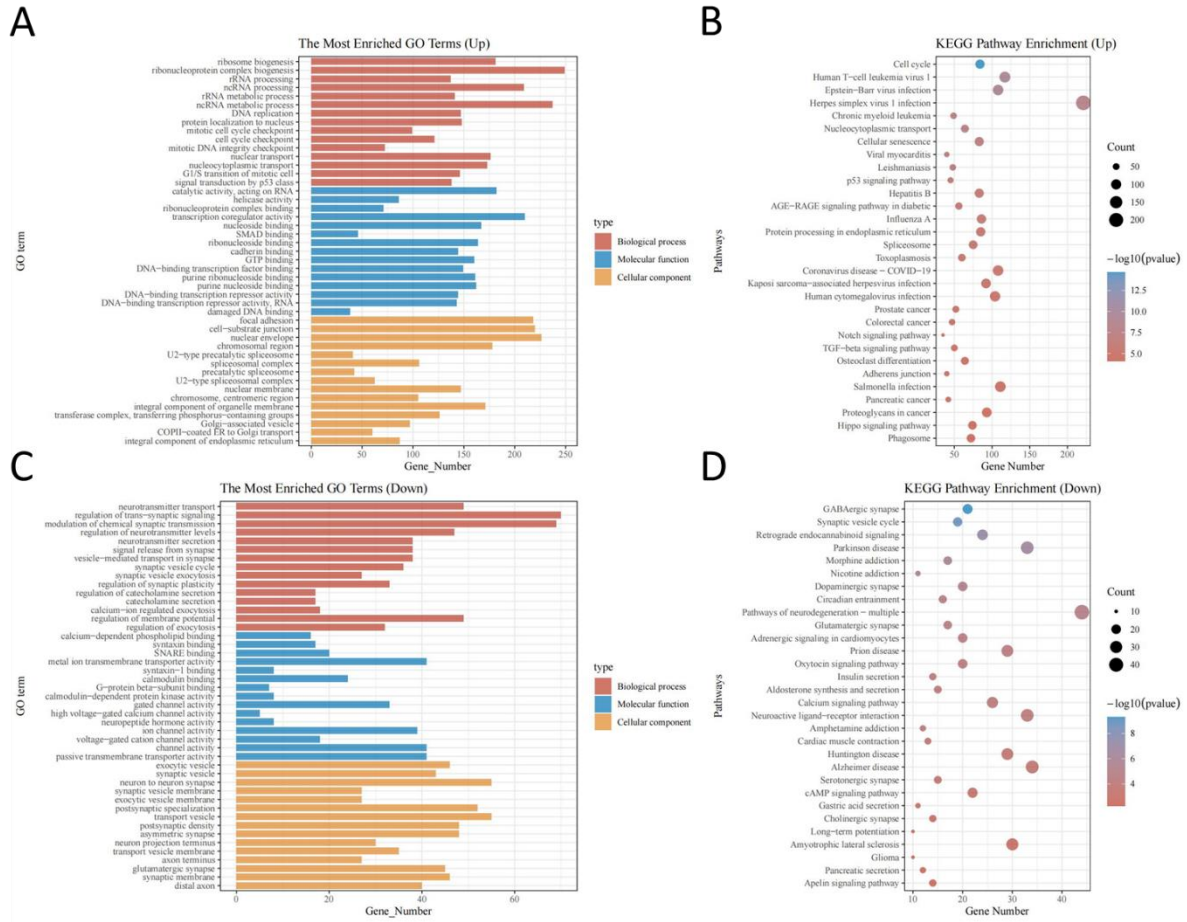 A
The Most Enriched GO Terms (Up)
ribosome biogenesis
ribonucleoprotein complex biogenesis
rRNA processing
ncRNA processing
rRNA metabolic process
ncRNA metabolic process
DNA replication
protein localization to nucleus
mitotic cell cycle checkpoint
cell cycle checkpoint
mitotic DNA integrity checkpoint
nuclear transport
nucleocytoplasmic transport
G1/S transition of mitotic cell
signal transduction by p53 class
catalytic activity, acting on RNA
helicase activity
ribonucleoprotein complex binding
transcription coregulator activity
nucleoside binding
SMAD binding
ribonucleoside binding
cadherin binding
GTP binding
DNA-binding transcription factor binding
purine ribonucleoside binding
purine nucleoside binding
DNA-binding transcription repressor activity
DNA-binding transcription repressor activity, RNA
damaged DNA binding
focal adhesion
cell-substrate junction
nuclear envelope
chromosomal region
U2-type precatalytic spliceosome
spliceosomal complex
precatalytic spliceosome
U2-type spliceosomal complex
nuclear membrane
chromosome, centromeric region
integral component of organelle membrane
transferase complex, transferring phosphorus-containing groups
Golgi-associated vesicle
COPII-coated ER to Golgi transport
integral component of endoplasmic reticulum
GO term
0 50 100 150 200 250
Gene_Number
type
Biological process
Molecular function
Cellular component
B
KEGG Pathway Enrichment (Up)
Cell cycle
Human T-cell leukemia virus 1
Epstein-Barr virus infection
Herpes simplex virus 1 infection
Chronic myeloid leukemia
Nucleocytoplasmic transport
Cellular senescence
Viral myocarditis
Leishmaniasis
p53 signaling pathway
Hepatitis B
AGE-RAGE signaling pathway in diabetic
Influenza A
Protein processing in endoplasmic reticulum
Spliceosome
Toxoplasmosis
Coronavirus disease - COVID-19
Kaposi sarcoma-associated herpesvirus infection
Human cytomegalovirus infection
Prostate cancer
Colorectal cancer
Notch signaling pathway
TGF-beta signaling pathway
Osteoclast differentiation
Adherens junction
Salmonella infection
Pancreatic cancer
Proteoglycans in cancer
Hippo signaling pathway
Phagosome
Pathways
50 100 150 200
Gene Number
Count
50
100
150
200
-log10(pvalue)
12.5
10.0
7.5
5.0
C
The Most Enriched GO Terms (Down)
neurotransmitter transport
regulation of trans-synaptic signaling
modulation of chemical synaptic transmission
regulation of neurotransmitter levels
neurotransmitter secretion
signal release from synapse
vesicle-mediated transport in synapse
synaptic vesicle cycle
synaptic vesicle exocytosis
regulation of synaptic plasticity
regulation of catecholamine secretion
catecholamine secretion
calcium-ion regulated exocytosis
regulation of membrane potential
regulation of exocytosis
calcium-dependent phospholipid binding
syntaxin binding
SNARE binding
metal ion transmembrane transporter activity
syntaxin-1 binding
calmodulin binding
G-protein beta-subunit binding
calmodulin-dependent protein kinase activity
gated channel activity
high voltage-gated calcium channel activity
neuropeptide hormone activity
ion channel activity
voltage-gated cation channel activity
channel activity
passive transmembrane transporter activity
exocytic vesicle
synaptic vesicle
neuron to neuron synapse
synaptic vesicle membrane
exocytic vesicle membrane
postsynaptic specialization
transport vesicle
postsynaptic density
asymmetric synapse
neuron projection terminus
transport vesicle membrane
axon terminus
glutamatergic synapse
synaptic membrane
distal axon
GO term
0 20 40 60
Gene_Number
type
Biological process
Molecular function
Cellular component
D
KEGG Pathway Enrichment (Down)
GABAergic synapse
Synaptic vesicle cycle
Retrograde endocannabinoid signaling
Parkinson disease
Morphine addiction
Nicotine addiction
Dopaminergic synapse
Circadian entrainment
Pathways of neurodegeneration - multiple
Glutamatergic synapse
Adrenergic signaling in cardiomyocytes
Prion disease
Oxytocin signaling pathway
Insulin secretion
Aldosterone synthesis and secretion
Calcium signaling pathway
Neuroactive ligand-receptor interaction
Amphetamine addiction
Cardiac muscle contraction
Huntington disease
Alzheimer disease
Serotonergic synapse
cAMP signaling pathway
Gastric acid secretion
Cholinergic synapse
Long-term potentiation
Amyotrophic lateral sclerosis
Glioma
Pancreatic secretion
Apelin signaling pathway
Pathways
10 20 30 40
Gene Number
Count
10
20
30
40
-log10(pvalue)
8
6
4